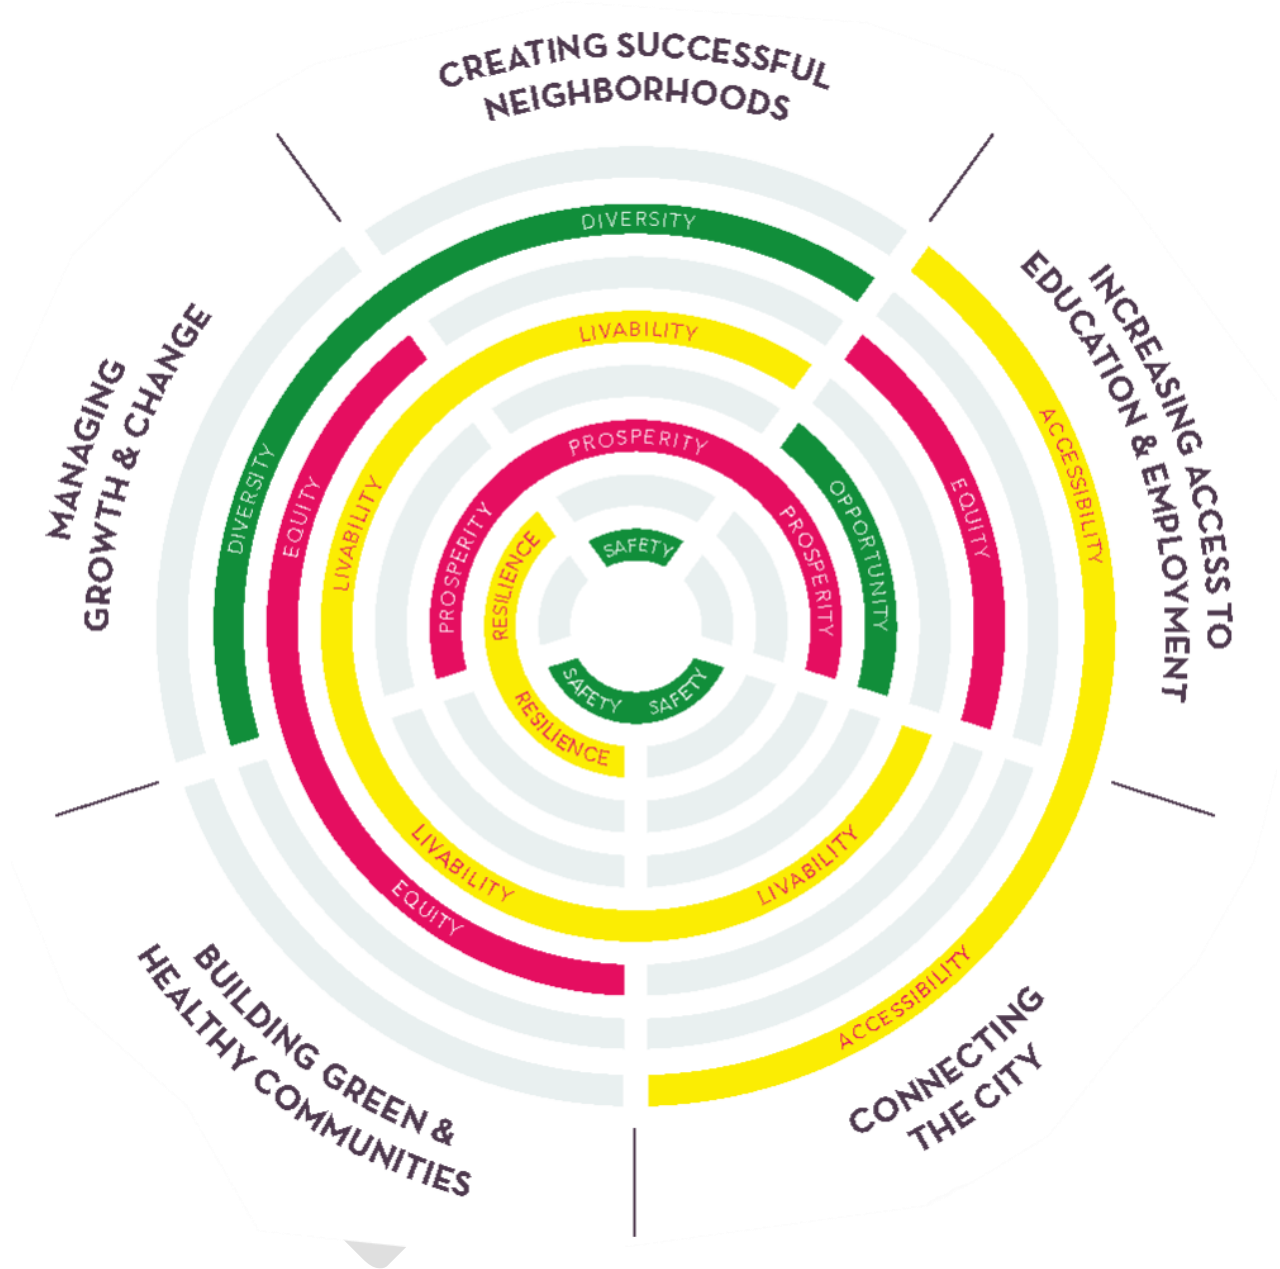 CREATING SUCCESSFUL
NEIGHBORHOODS
INCREASING ACCESS TO
EDUCATION & EMPLOYMENT
CONNECTING
THE CITY
BUILDING GREEN &
HEALTHY COMMUNITIES
MANAGING
GROWTH & CHANGE
DIVERSITY
DIVERSITY
LIVABILITY
LIVABILITY
LIVABILITY
LIVABILITY
PROSPERITY
PROSPERITY
PROSPERITY
SAFETY
SAFETY
SAFETY
ACCESSIBILITY
ACCESSIBILITY
EQUITY
EQUITY
EQUITY
OPPORTUNITY
RESILIENCE
RESILIENCE